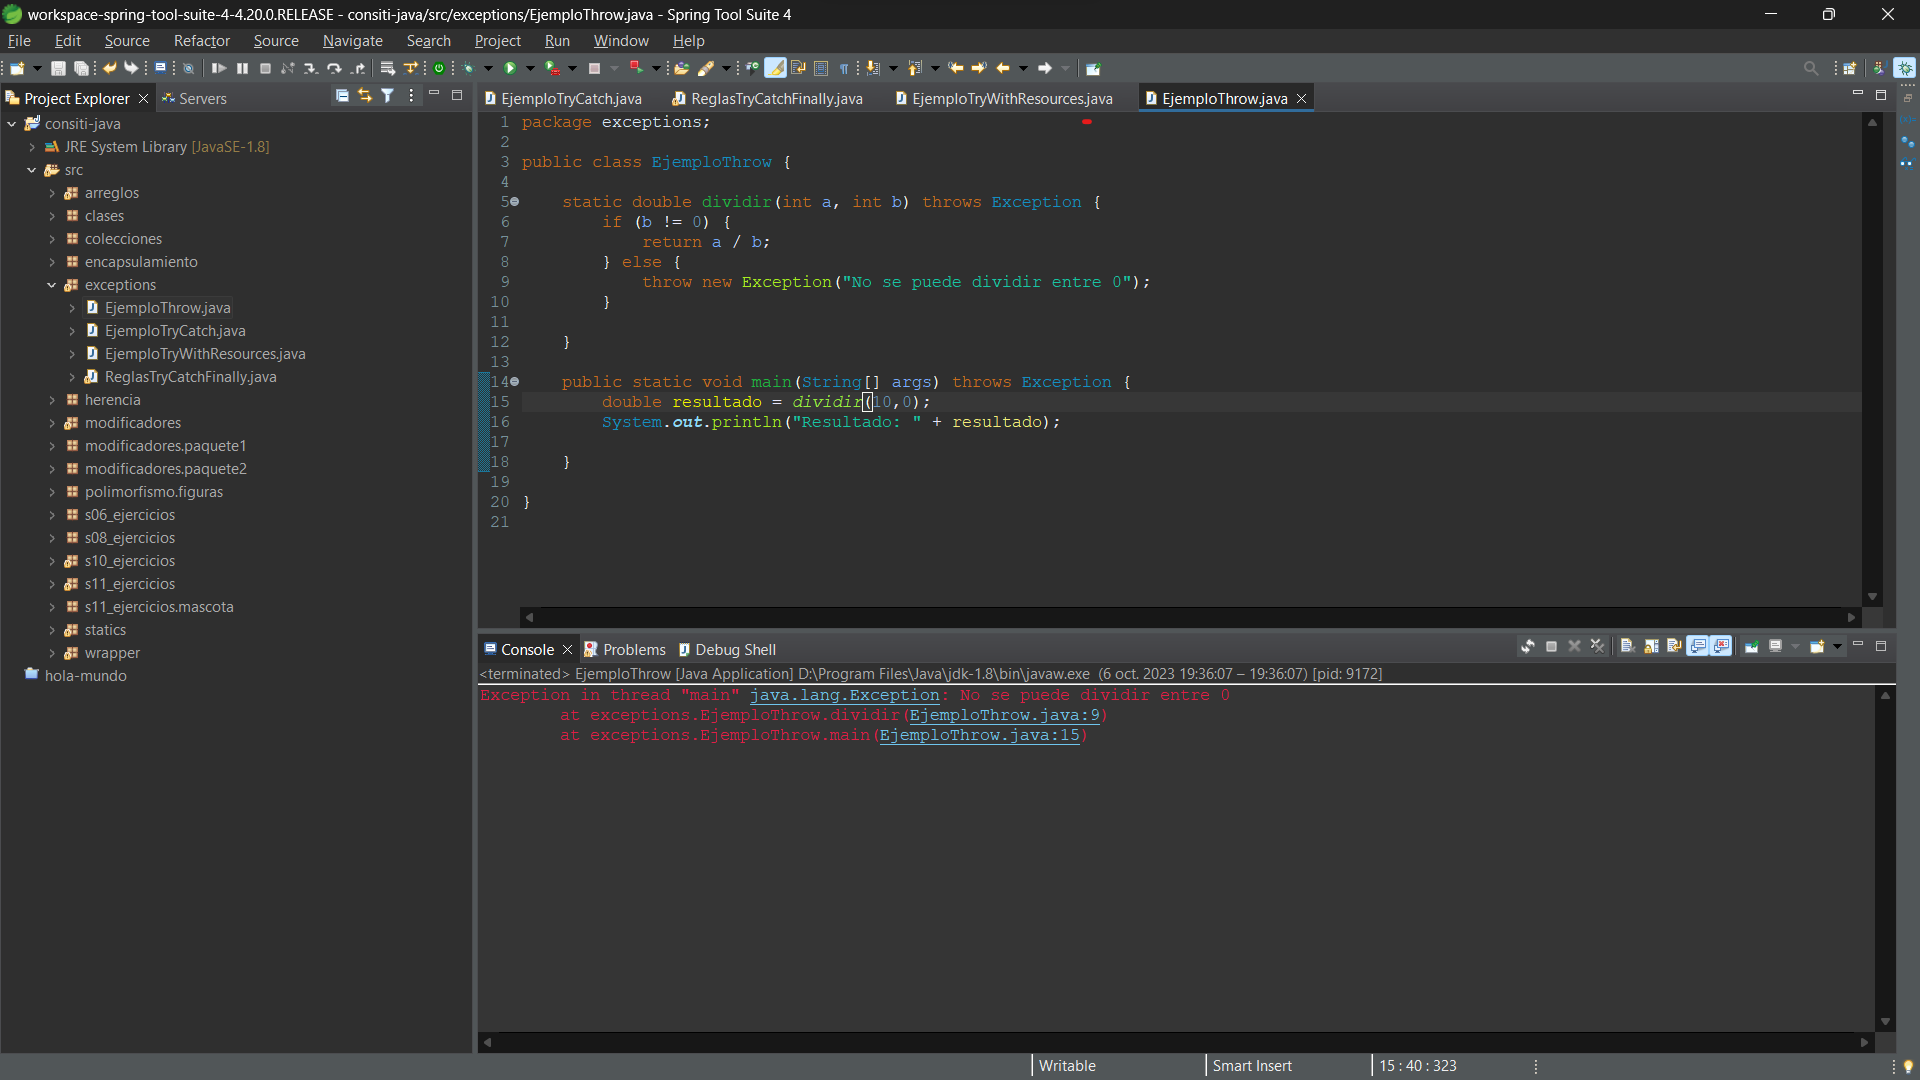 workspace-spring-tool-suite-4-4.20.0.RELEASE - consiti-java/src/exceptions/EjemploThrow.java - Spring Tool Suite 4
File Edit Source Refactor Source Navigate Search Project Run Window Help
Project Explorer Servers
consiti-java
JRE System Library [JavaSE-1.8]
src
arreglos
clases
colecciones
encapsulamiento
exceptions
EjemploThrow.java
EjemploTryCatch.java
EjemploTryWithResources.java
ReglasTryCatchFinally.java
herencia
modificadores
modificadores.paquete1
modificadores.paquete2
polimorfismo.figuras
s06_ejercicios
s08_ejercicios
s10_ejercicios
s11_ejercicios
s11_ejercicios.mascota
statics
wrapper
hola-mundo
EjemploTryCatch.java ReglasTryCatchFinally.java EjemploTryWithResources.java EjemploThrow.java
1 package exceptions;
2
3 public class EjemploThrow {
4
5 static double dividir(int a, int b) throws Exception {
6 if (b != 0) {
7 return a / b;
8 } else {
9 throw new Exception("No se puede dividir entre 0");
10 }
11
12 }
13
14 public static void main(String[] args) throws Exception {
15 double resultado = dividir(10,0);
16 System.out.println("Resultado: " + resultado);
17
18 }
19
20 }
21
Console Problems Debug Shell
<terminated> EjemploThrow [Java Application] D:\Program Files\Java\jdk-1.8\bin\javaw.exe (6 oct. 2023 19:36:07 – 19:36:07) [pid: 9172]
Exception in thread "main" java.lang.Exception: No se puede dividir entre 0
at exceptions.EjemploThrow.dividir(EjemploThrow.java:9)
at exceptions.EjemploThrow.main(EjemploThrow.java:15)
Writable Smart Insert 15 : 40 : 323